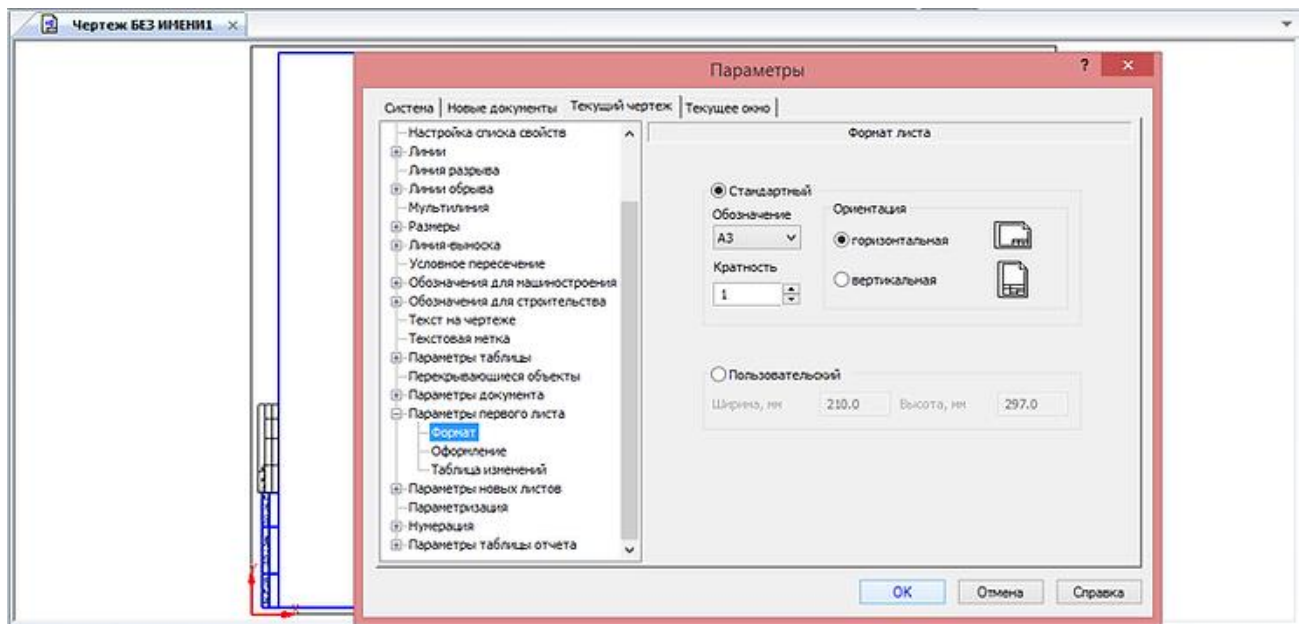 Чертеж БЕЗ ИМЕНИ1
Параметры
Система
Новые документы
Текущий чертеж
Текущее окно
Настройка списка свойств
Линии
Линия разрыва
Линии обрыва
Мультилиния
Размеры
Линия-выноска
Условное пересечение
Обозначения для машиностроения
Обозначения для строительства
Текст на чертеже
Текстовая метка
Параметры таблицы
Перекрывающиеся объекты
Параметры документа
Параметры первого листа
Формат
Оформление
Таблица изменений
Параметры новых листов
Параметризация
Нумерация
Параметры таблицы отчета
Формат листа
Стандартный
Обозначение
А3
Кратность
1
Ориентация
горизонтальная
вертикальная
Пользовательский
Ширина, мм 210.0 Высота, мм 297.0
OK
Отмена
Справка
Y
X